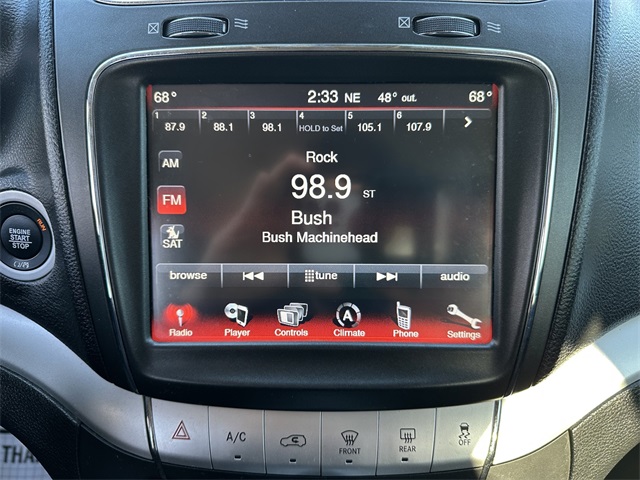 68° 2:33 NE 48° out. 68°
1 2 3 4 5 6
87.9 88.1 98.1 HOLD to Set 105.1 107.9 >
AM
Rock
FM
98.9 ST
Bush
SAT
Bush Machinehead
browse tune audio
Radio Player Controls A Climate Phone Settings
ENGINE
START
STOP
RUN
A/C FRONT REAR OFF
THA